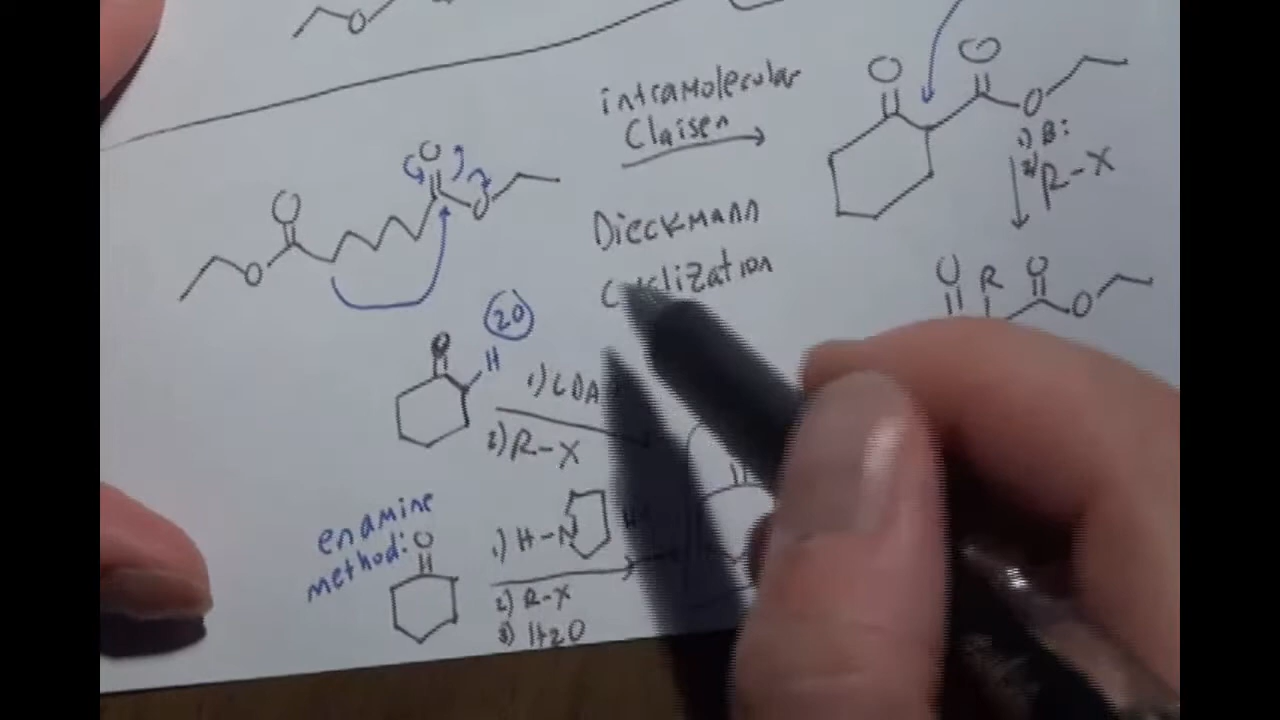 intramolecular
Claisen
Dieckmann
Cyclization
O
O
O
1) B:
2) R-X
O
O
O
O
O
R
O
O
20
O
H
1) LDA
2) R-X
enamine
method:
O
1) H-N
2) R-X
3) H2O